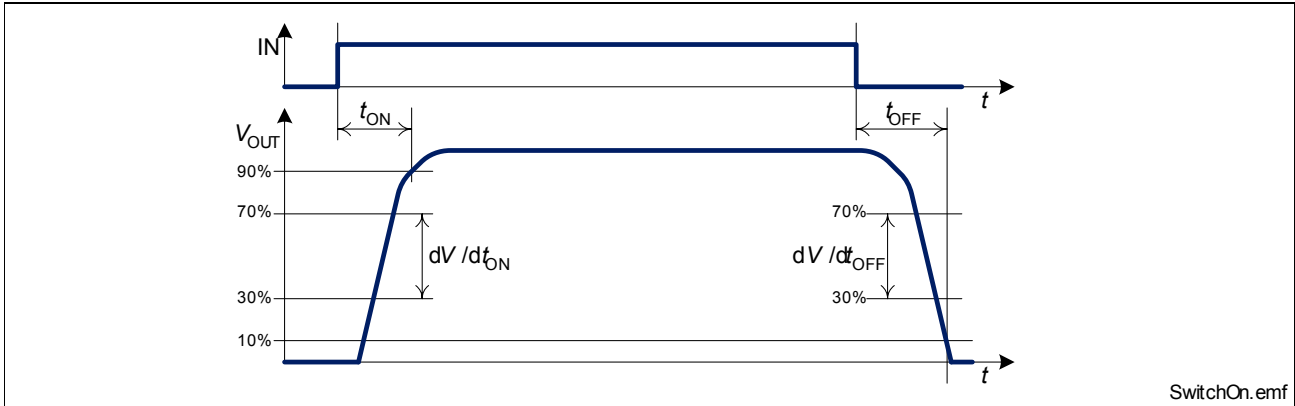 IN
t
tON
tOFF
VOUT
90%
70%
70%
dV /dtON
dV /dtOFF
30%
30%
10%
t
SwitchOn.emf